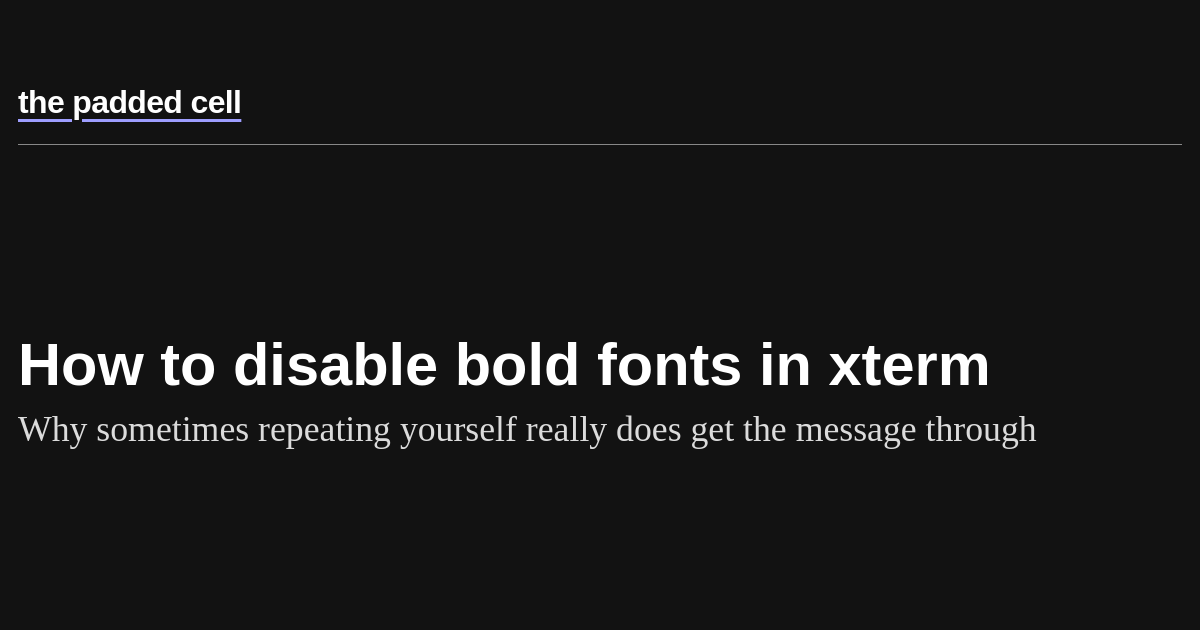 the padded cell
How to disable bold fonts in xterm
Why sometimes repeating yourself really does get the message through